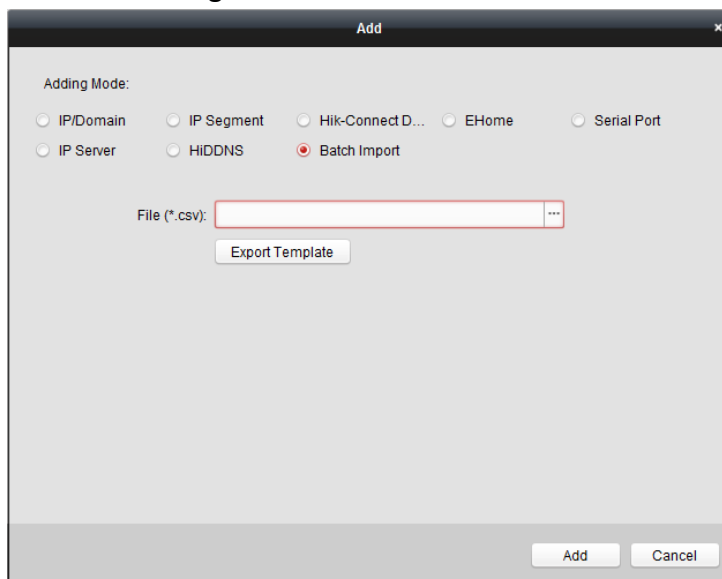 Add
Adding Mode:
IP/Domain IP Segment Hik-Connect D... EHome Serial Port
IP Server HiDDNS Batch Import
File (*.csv):
Export Template
Add Cancel